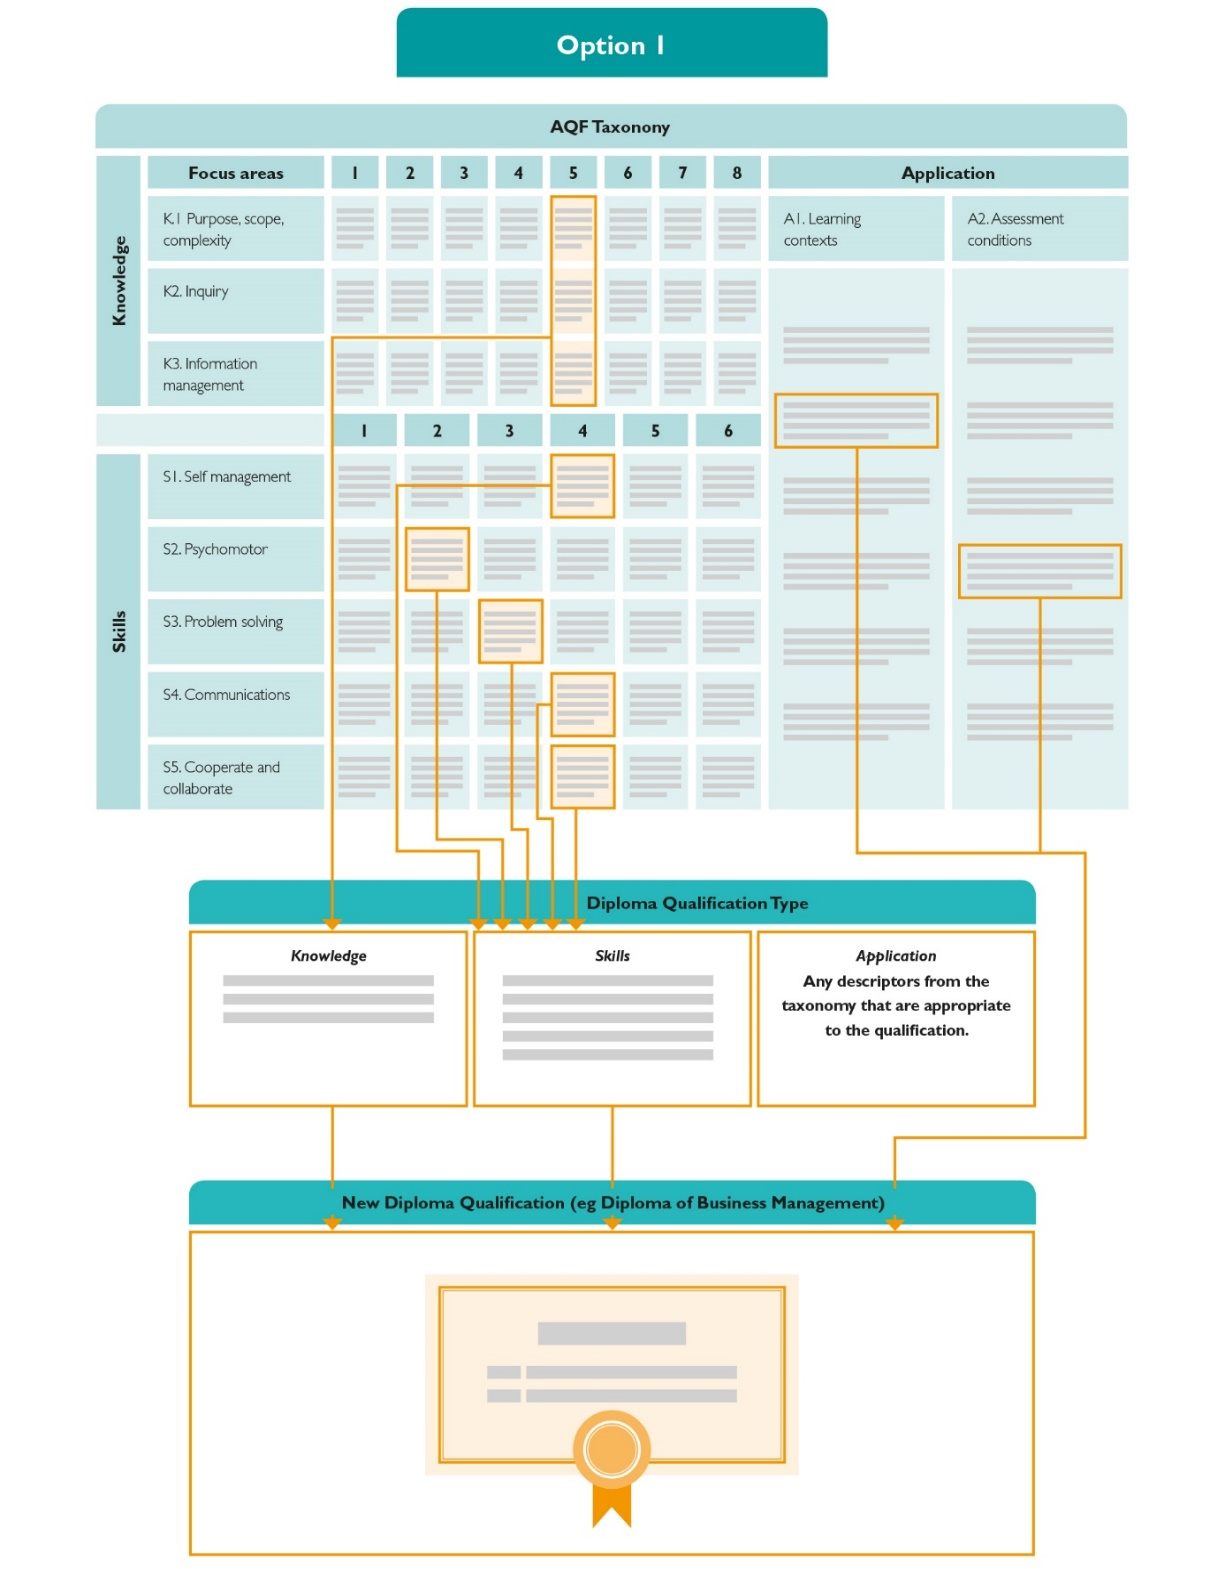 Option 1
AQF Taxonony
Focus areas
1 2 3 4 5 6 7 8
Application
Knowledge
K.1 Purpose, scope,
complexity
K2. Inquiry
K3. Information
management
A1. Learning
contexts
A2. Assessment
conditions
1 2 3 4 5 6
Skills
S1. Self management
S2. Psychomotor
S3. Problem solving
S4. Communications
S5. Cooperate and
collaborate
Diploma Qualification Type
Knowledge
Skills
Application
Any descriptors from the
taxonomy that are appropriate
to the qualification.
New Diploma Qualification (eg Diploma of Business Management)